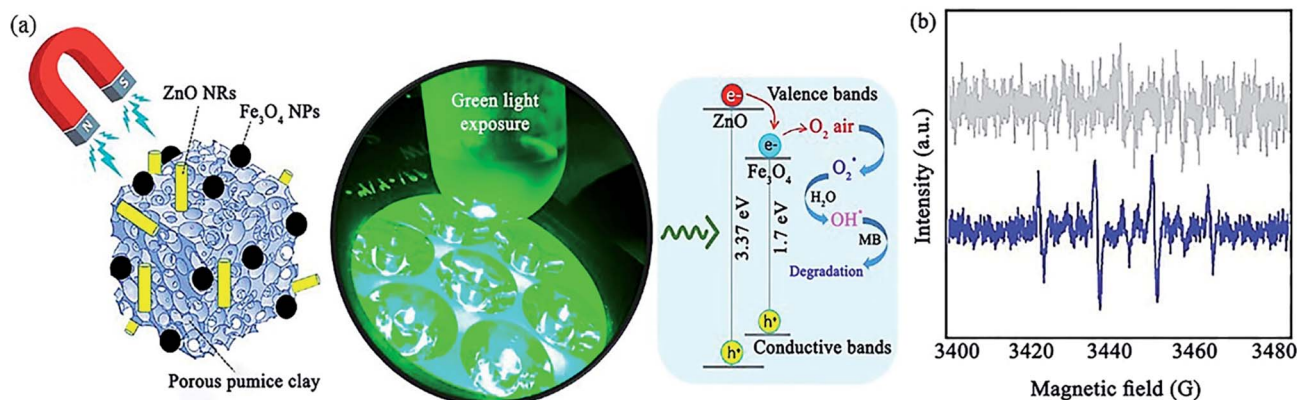 (a)
S
N
ZnO NRs
Fe₃O₄ NPs
Porous pumice clay
Green light
exposure
e-
Valence bands
ZnO
e-
O₂ air
Fe₃O₄
O₂•
H₂O
OH•
MB
Degradation
3.37 eV
1.7 eV
h⁺
h⁺
Conductive bands
(b)
Intensity (a.u.)
3400 3420 3440 3460 3480
Magnetic field (G)